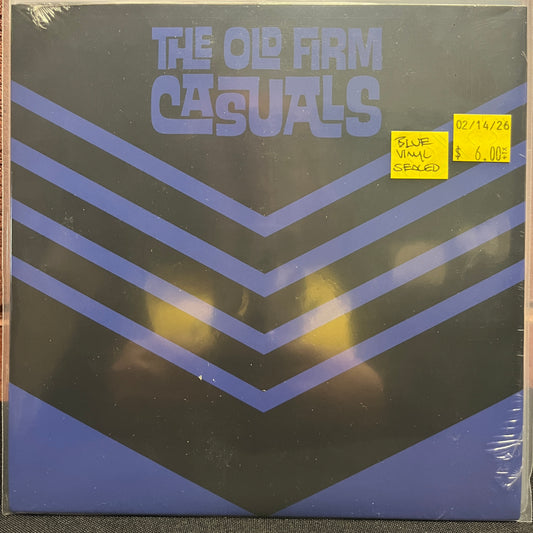 THE OLD FIRM
CASUALS
02/14/26
$ 6.00
BLUE
VINYL
SEALED